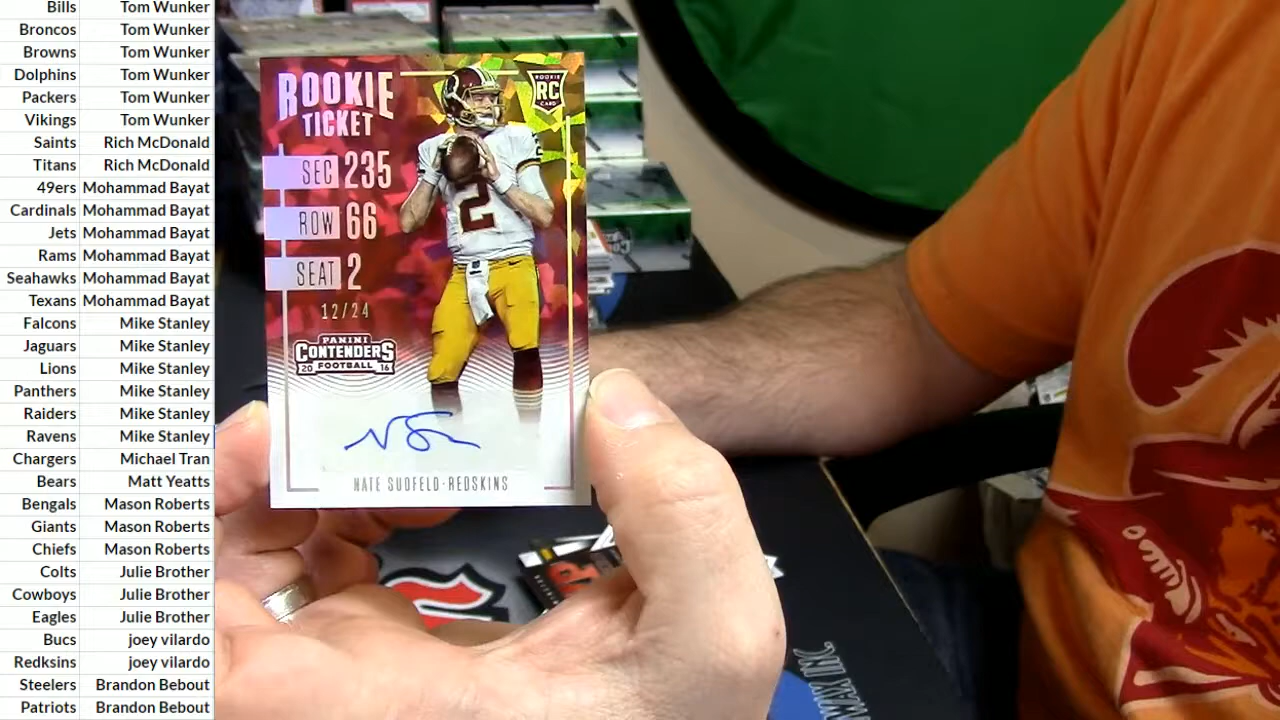 Bills Tom Wunker
Broncos Tom Wunker
Browns Tom Wunker
Dolphins Tom Wunker
Packers Tom Wunker
Vikings Tom Wunker
Saints Rich McDonald
Titans Rich McDonald
49ers Mohammad Bayat
Cardinals Mohammad Bayat
Jets Mohammad Bayat
Rams Mohammad Bayat
Seahawks Mohammad Bayat
Texans Mohammad Bayat
Falcons Mike Stanley
Jaguars Mike Stanley
Lions Mike Stanley
Panthers Mike Stanley
Raiders Mike Stanley
Ravens Mike Stanley
Chargers Michael Tran
Bears Matt Yeatts
Bengals Mason Roberts
Giants Mason Roberts
Chiefs Mason Roberts
Colts Julie Brother
Cowboys Julie Brother
Eagles Julie Brother
Bucs joey vilardo
Redksins joey vilardo
Steelers Brandon Bebout
Patriots Brandon Bebout
ROOKIE
TICKET
ROOKIE
RC
CARD
SEC 235
ROW 66
SEAT 2
12/24
2
PANINI
CONTENDERS
20 FOOTBALL 16
NATE SUDFELD-REDSKINS
WAX INC